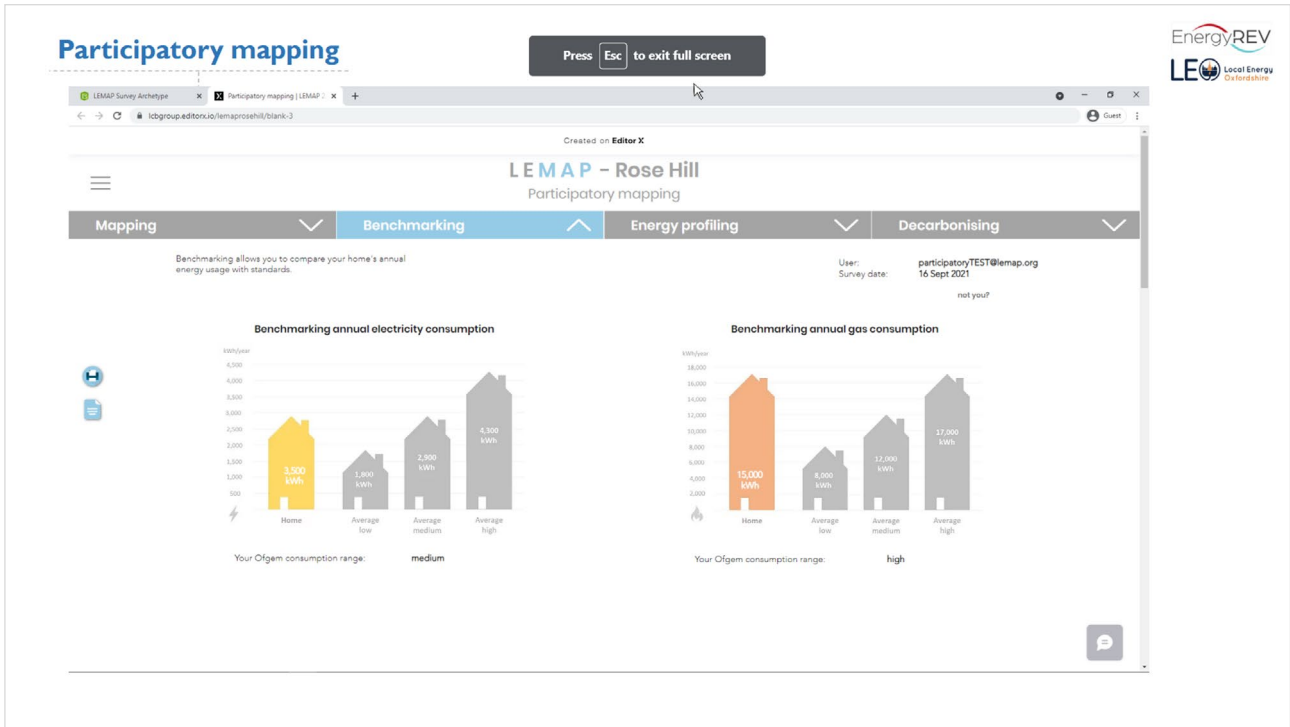 Participatory mapping
Press Esc to exit full screen
EnergyREV
LEO Local Energy
Oxfordshire
LEMAP Survey Archetype
Participatory mapping | LEMAP
lcbgroup.editorx.io/lemaprosehill/blank-3
Guest
Created on Editor X
LEMAP - Rose Hill
Participatory mapping
Mapping
Benchmarking
Energy profiling
Decarbonising
Benchmarking allows you to compare your home's annual
energy usage with standards.
User: participatoryTEST@lemap.org
Survey date: 16 Sept 2021
not you?
Benchmarking annual electricity consumption
kWh/year
4,500
4,000
3,500
3,000
2,500
2,000
1,500
1,000
500
3,500
kWh
1,800
kWh
2,900
kWh
4,300
kWh
Home
Average
low
Average
medium
Average
high
Your Ofgem consumption range: medium
Benchmarking annual gas consumption
kWh/year
18,000
16,000
14,000
12,000
10,000
8,000
6,000
4,000
2,000
15,000
kWh
8,000
kWh
12,000
kWh
17,000
kWh
Home
Average
low
Average
medium
Average
high
Your Ofgem consumption range: high